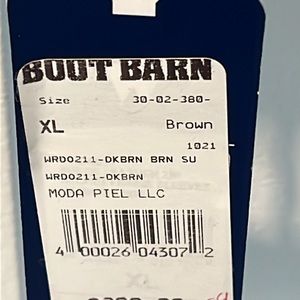 BOOT BARN
Size 30-02-380-
XL Brown
1021
WRD0211-DKBRN BRN SU
WRD0211-DKBRN
MODA PIEL LLC
4 00026 04307 2
XL